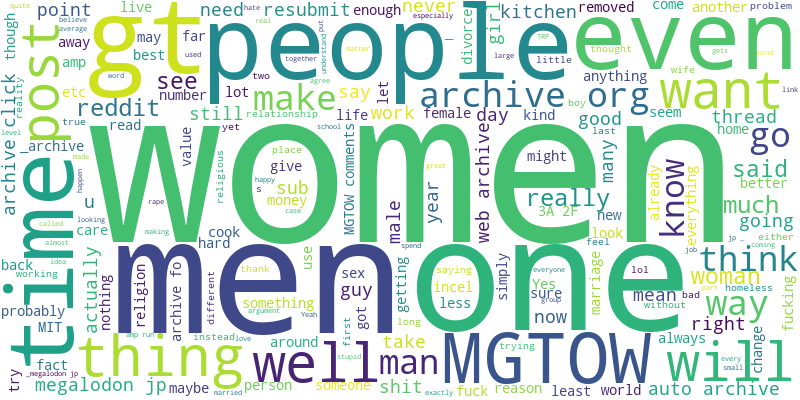 quite believe live need resubmit enough never girl kitchen removed come another problem
though point average away may far best hate real
reddit amp etc see number lot two
gt people even
post
archive click
women
make archive org want
divorce especially understand put together matter agree large TRP little boy thought anything wife seem gets mind link
word used
say let life work female day kind good many thread home
still relationship
true read yet value religious
level reality _archive
time
made u care happen actually
place give s happy case school sub money
MGTOW comments male year great web archive might really 3A 2F new last
know already everything go said better much going
either jp _ coming job
called rape looking making almost idea
cook hard use look feel
think woman way
men one
back working probably MIT fact try
nothing religion archive fo different something thank sex guy got getting saying incel less simply Yes sure now everyone group marriage mean without bad homeless part fucking
lol
spend
right
Yeah first argument around long take trying
thing well man MGTOW will
amp run instead love
always change every small
_megalodon jp
megalodon jp maybe married person stupid someone shit exactly fuck reason least world auto archive